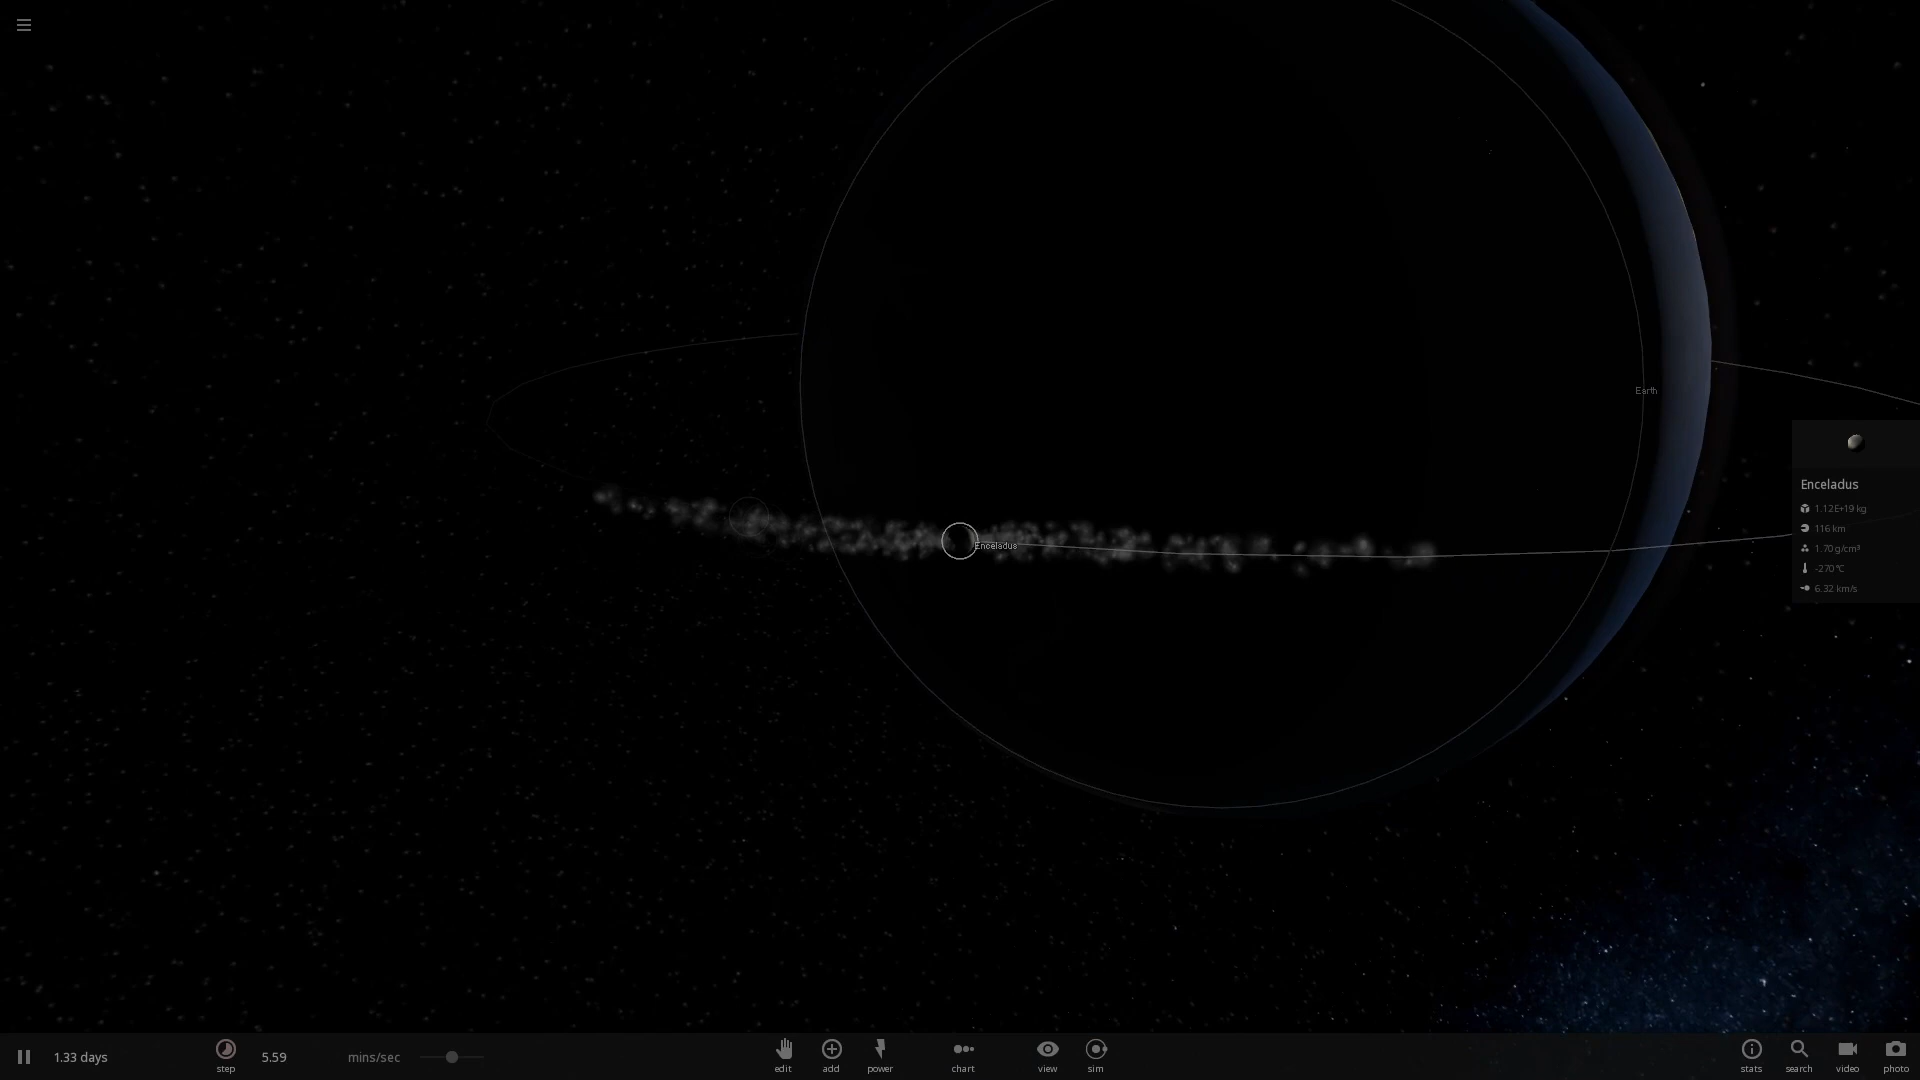 Earth
Enceladus
Enceladus
1.12E+19 kg
116 km
1.70 g/cm³
-270 °C
6.32 km/s
1.33 days
step
5.59
mins/sec
edit
add
power
chart
view
sim
stats
search
video
photo